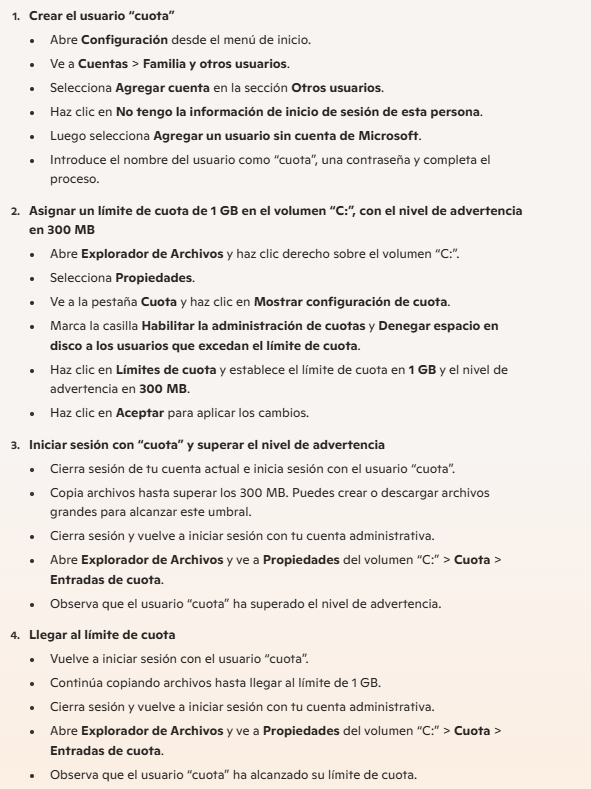 1. Crear el usuario “cuota”
• Abre Configuración desde el menú de inicio.
• Ve a Cuentas > Familia y otros usuarios.
• Selecciona Agregar cuenta en la sección Otros usuarios.
• Haz clic en No tengo la información de inicio de sesión de esta persona.
• Luego selecciona Agregar un usuario sin cuenta de Microsoft.
• Introduce el nombre del usuario como “cuota”, una contraseña y completa el
proceso.
2. Asignar un límite de cuota de 1 GB en el volumen “C:”, con el nivel de advertencia
en 300 MB
• Abre Explorador de Archivos y haz clic derecho sobre el volumen “C:”.
• Selecciona Propiedades.
• Ve a la pestaña Cuota y haz clic en Mostrar configuración de cuota.
• Marca la casilla Habilitar la administración de cuotas y Denegar espacio en
disco a los usuarios que excedan el límite de cuota.
• Haz clic en Límites de cuota y establece el límite de cuota en 1 GB y el nivel de
advertencia en 300 MB.
• Haz clic en Aceptar para aplicar los cambios.
3. Iniciar sesión con “cuota” y superar el nivel de advertencia
• Cierra sesión de tu cuenta actual e inicia sesión con el usuario “cuota”.
• Copia archivos hasta superar los 300 MB. Puedes crear o descargar archivos
grandes para alcanzar este umbral.
• Cierra sesión y vuelve a iniciar sesión con tu cuenta administrativa.
• Abre Explorador de Archivos y ve a Propiedades del volumen “C:” > Cuota >
Entradas de cuota.
• Observa que el usuario “cuota” ha superado el nivel de advertencia.
4. Llegar al límite de cuota
• Vuelve a iniciar sesión con el usuario “cuota”.
• Continúa copiando archivos hasta llegar al límite de 1 GB.
• Cierra sesión y vuelve a iniciar sesión con tu cuenta administrativa.
• Abre Explorador de Archivos y ve a Propiedades del volumen “C:” > Cuota >
Entradas de cuota.
• Observa que el usuario “cuota” ha alcanzado su límite de cuota.